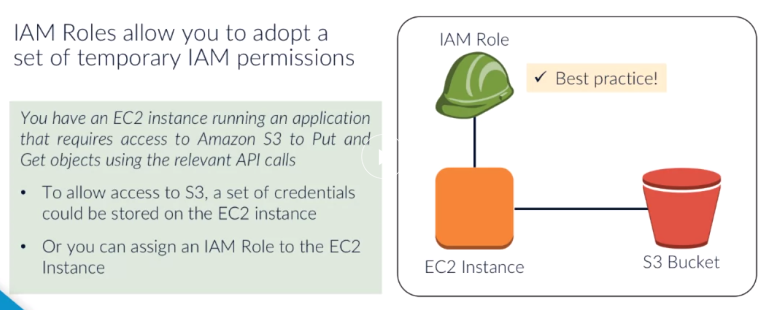 IAM Roles allow you to adopt a
set of temporary IAM permissions
You have an EC2 instance running an application
that requires access to Amazon S3 to Put and
Get objects using the relevant API calls
• To allow access to S3, a set of credentials
could be stored on the EC2 instance
• Or you can assign an IAM Role to the EC2
Instance
IAM Role
✓ Best practice!
EC2 Instance
S3 Bucket